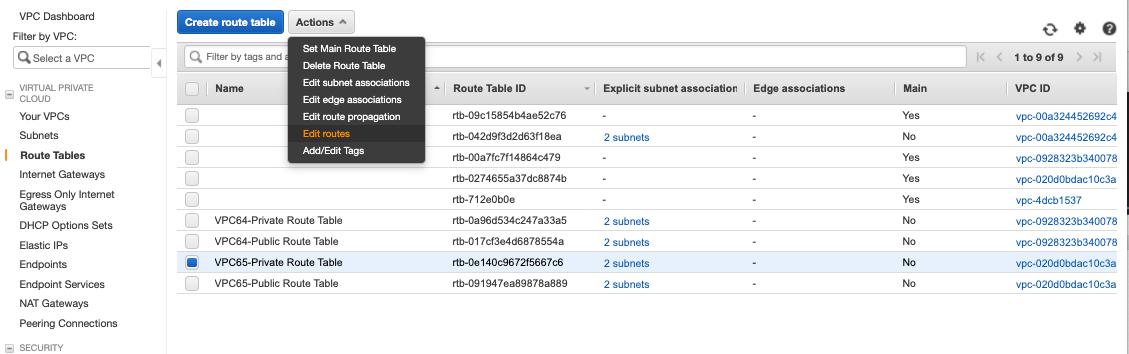 VPC Dashboard
Filter by VPC:
Select a VPC
VIRTUAL PRIVATE
CLOUD
Your VPCs
Subnets
Route Tables
Internet Gateways
Egress Only Internet
Gateways
DHCP Options Sets
Elastic IPs
Endpoints
Endpoint Services
NAT Gateways
Peering Connections
SECURITY
Create route table Actions
Set Main Route Table
Delete Route Table
Edit subnet associations
Edit edge associations
Edit route propagation
Edit routes
Add/Edit Tags
Filter by tags and a
1 to 9 of 9
Name Route Table ID Explicit subnet association Edge associations Main VPC ID
rtb-09c15854b4ae52c76 - - Yes vpc-00a324452692c4
rtb-042d9f3d2d63f18ea 2 subnets - No vpc-00a324452692c4
rtb-00a7fc7f14864c479 - - Yes vpc-0928323b340078
rtb-0274655a37dc8874b - - Yes vpc-020d0bdac10c3a
rtb-712e0b0e - - Yes vpc-4dcb1537
VPC64-Private Route Table rtb-0a96d534c247a33a5 2 subnets - No vpc-0928323b340078
VPC64-Public Route Table rtb-017cf3e4d6878554a 2 subnets - No vpc-0928323b340078
VPC65-Private Route Table rtb-0e140c9672f5667c6 2 subnets - No vpc-020d0bdac10c3a
VPC65-Public Route Table rtb-091947ea89878a889 2 subnets - No vpc-020d0bdac10c3a